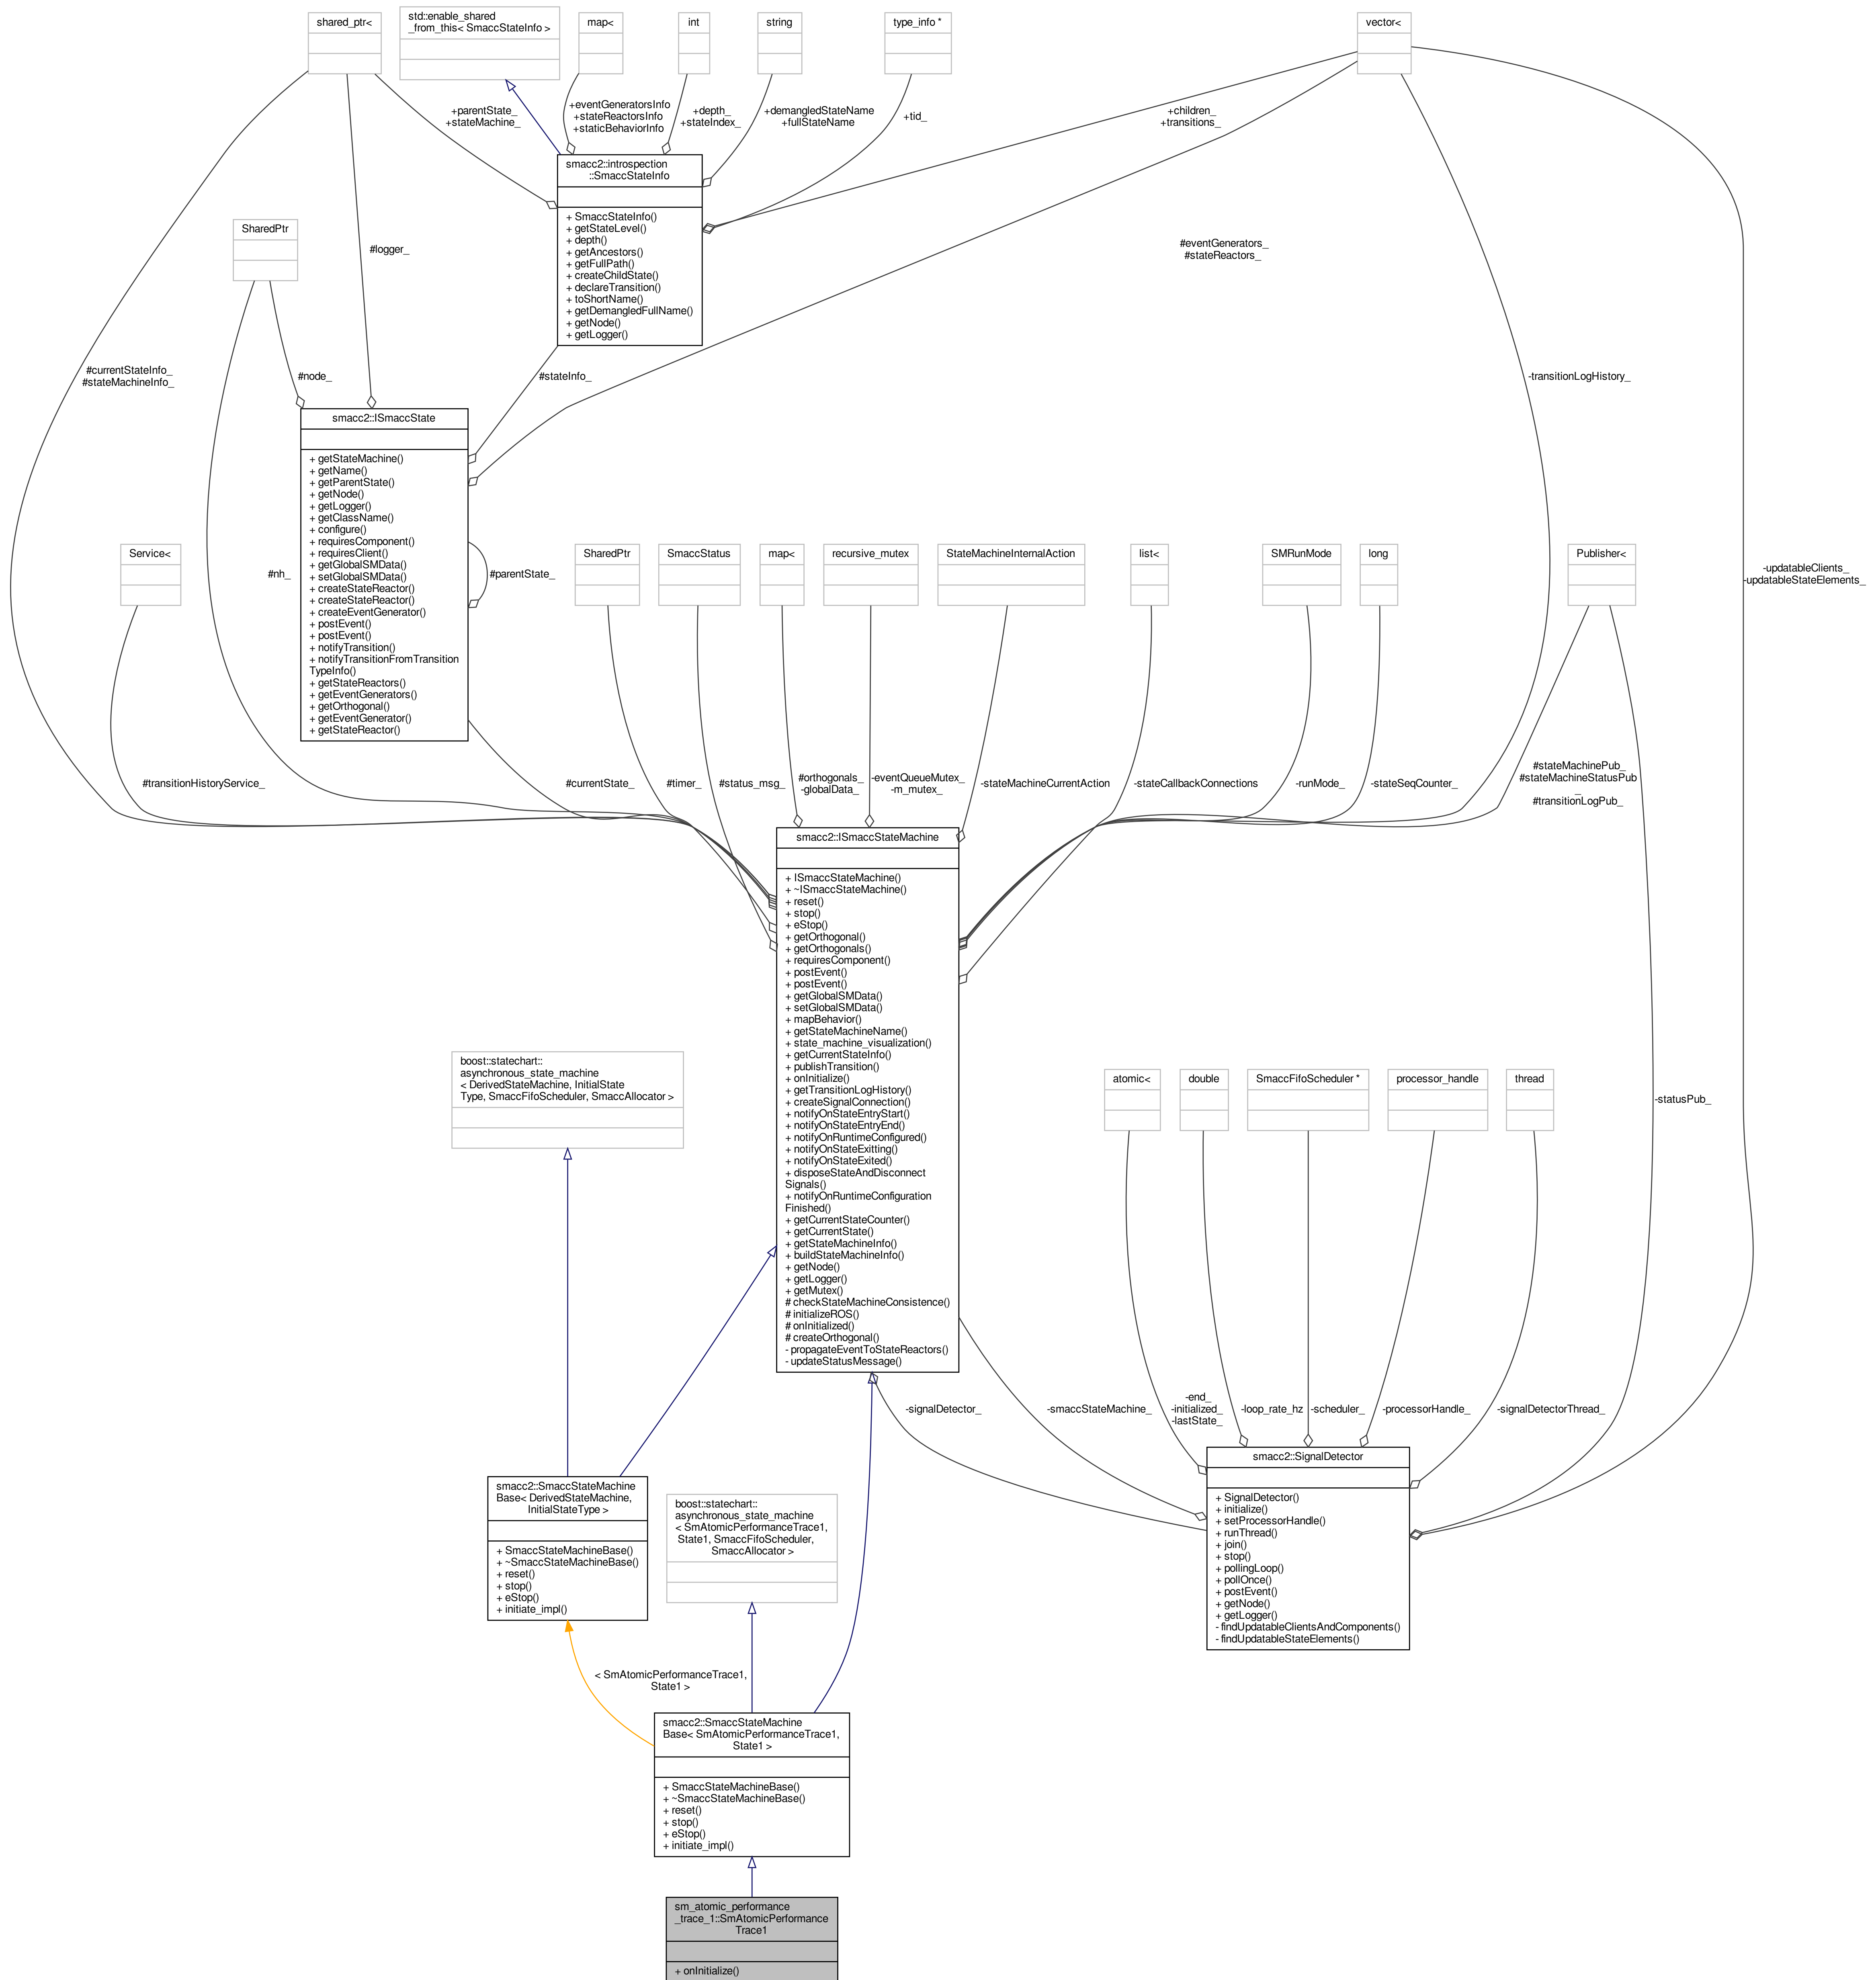 shared_ptr<
std::enable_shared
_from_this< SmaccStateInfo >
map<
int
string
type_info *
vector<
+parentState_
+stateMachine_
+eventGeneratorsInfo
+stateReactorsInfo
+staticBehaviorInfo
+depth_
+stateIndex_
+demangledStateName
+fullStateName
+tid_
+children_
+transitions_
smacc2::introspection
::SmaccStateInfo
+ SmaccStateInfo()
+ getStateLevel()
+ depth()
+ getAncestors()
+ getFullPath()
+ createChildState()
+ declareTransition()
+ toShortName()
+ getDemangledFullName()
+ getNode()
+ getLogger()
SharedPtr
#logger_
#eventGenerators_
#stateReactors_
#currentStateInfo_
#stateMachineInfo_
#node_
#stateInfo_
-transitionLogHistory_
smacc2::ISmaccState
+ getStateMachine()
+ getName()
+ getParentState()
+ getNode()
+ getLogger()
+ getClassName()
+ configure()
+ requiresComponent()
+ requiresClient()
+ getGlobalSMData()
+ setGlobalSMData()
+ createStateReactor()
+ createStateReactor()
+ createEventGenerator()
+ postEvent()
+ postEvent()
+ notifyTransition()
+ notifyTransitionFromTransition
TypeInfo()
+ getStateReactors()
+ getEventGenerators()
+ getOrthogonal()
+ getEventGenerator()
+ getStateReactor()
Service<
#nh_
#parentState_
SharedPtr
SmaccStatus
map<
recursive_mutex
StateMachineInternalAction
list<
SMRunMode
long
Publisher<
-updatableClients_
-updatableStateElements_
#transitionHistoryService_
#currentState_
#timer_
#status_msg_
#orthogonals_
-globalData_
-eventQueueMutex_
-m_mutex_
-stateMachineCurrentAction
-stateCallbackConnections
-runMode_
-stateSeqCounter_
#stateMachinePub_
#stateMachineStatusPub
_
#transitionLogPub_
smacc2::ISmaccStateMachine
+ ISmaccStateMachine()
+ ~ISmaccStateMachine()
+ reset()
+ stop()
+ eStop()
+ getOrthogonal()
+ getOrthogonals()
+ requiresComponent()
+ postEvent()
+ postEvent()
+ getGlobalSMData()
+ setGlobalSMData()
+ mapBehavior()
+ getStateMachineName()
+ state_machine_visualization()
+ getCurrentStateInfo()
+ publishTransition()
+ onInitialize()
+ getTransitionLogHistory()
+ createSignalConnection()
+ notifyOnStateEntryStart()
+ notifyOnStateEntryEnd()
+ notifyOnRuntimeConfigured()
+ notifyOnStateExitting()
+ notifyOnStateExited()
+ disposeStateAndDisconnect
Signals()
+ notifyOnRuntimeConfiguration
Finished()
+ getCurrentStateCounter()
+ getCurrentState()
+ getStateMachineInfo()
+ buildStateMachineInfo()
+ getNode()
+ getLogger()
+ getMutex()
# checkStateMachineConsistence()
# initializeROS()
# onInitialized()
# createOrthogonal()
- propagateEventToStateReactors()
- updateStatusMessage()
boost::statechart::
asynchronous_state_machine
< DerivedStateMachine, InitialState
Type, SmaccFifoScheduler, SmaccAllocator >
atomic<
double
SmaccFifoScheduler *
processor_handle
thread
-statusPub_
-signalDetector_
-smaccStateMachine_
-end_
-initialized_
-lastState_
-loop_rate_hz
-scheduler_
-processorHandle_
-signalDetectorThread_
smacc2::SignalDetector
+ SignalDetector()
+ initialize()
+ setProcessorHandle()
+ runThread()
+ join()
+ stop()
+ pollingLoop()
+ pollOnce()
+ postEvent()
+ getNode()
+ getLogger()
- findUpdatableClientsAndComponents()
- findUpdatableStateElements()
smacc2::SmaccStateMachine
Base< DerivedStateMachine,
InitialStateType >
+ SmaccStateMachineBase()
+ ~SmaccStateMachineBase()
+ reset()
+ stop()
+ eStop()
+ initiate_impl()
boost::statechart::
asynchronous_state_machine
< SmAtomicPerformanceTrace1,
State1, SmaccFifoScheduler,
SmaccAllocator >
< SmAtomicPerformanceTrace1,
State1 >
smacc2::SmaccStateMachine
Base< SmAtomicPerformanceTrace1,
State1 >
+ SmaccStateMachineBase()
+ ~SmaccStateMachineBase()
+ reset()
+ stop()
+ eStop()
+ initiate_impl()
sm_atomic_performance
_trace_1::SmAtomicPerformance
Trace1
+ onInitialize()